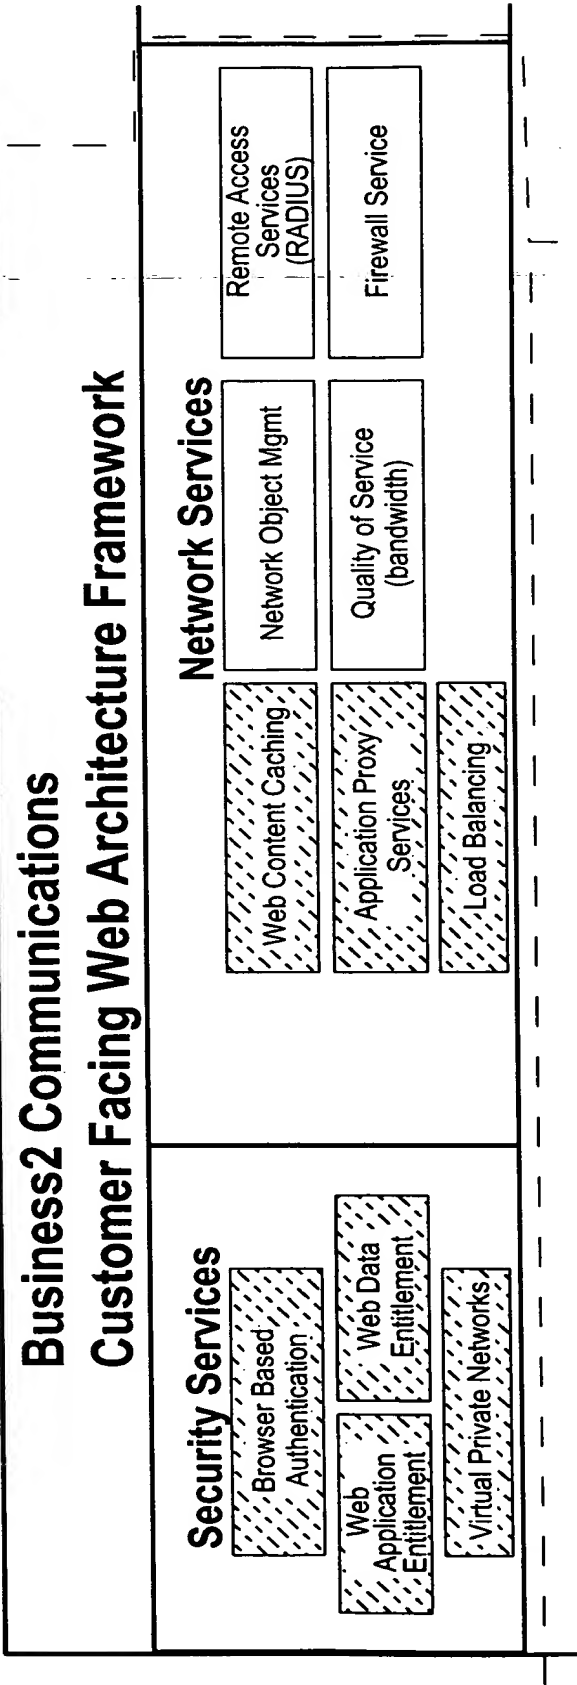 Business2 Communications
Customer Facing Web Architecture Framework
Security Services
Browser Based
Authentication
Web
Application
Entitlement
Web Data
Entitlement
Virtual Private Networks
Network Services
Web Content Caching
Network Object Mgmt
Remote Access
Services
(RADIUS)
Application Proxy
Services
Quality of Service
(bandwidth)
Firewall Service
Load Balancing